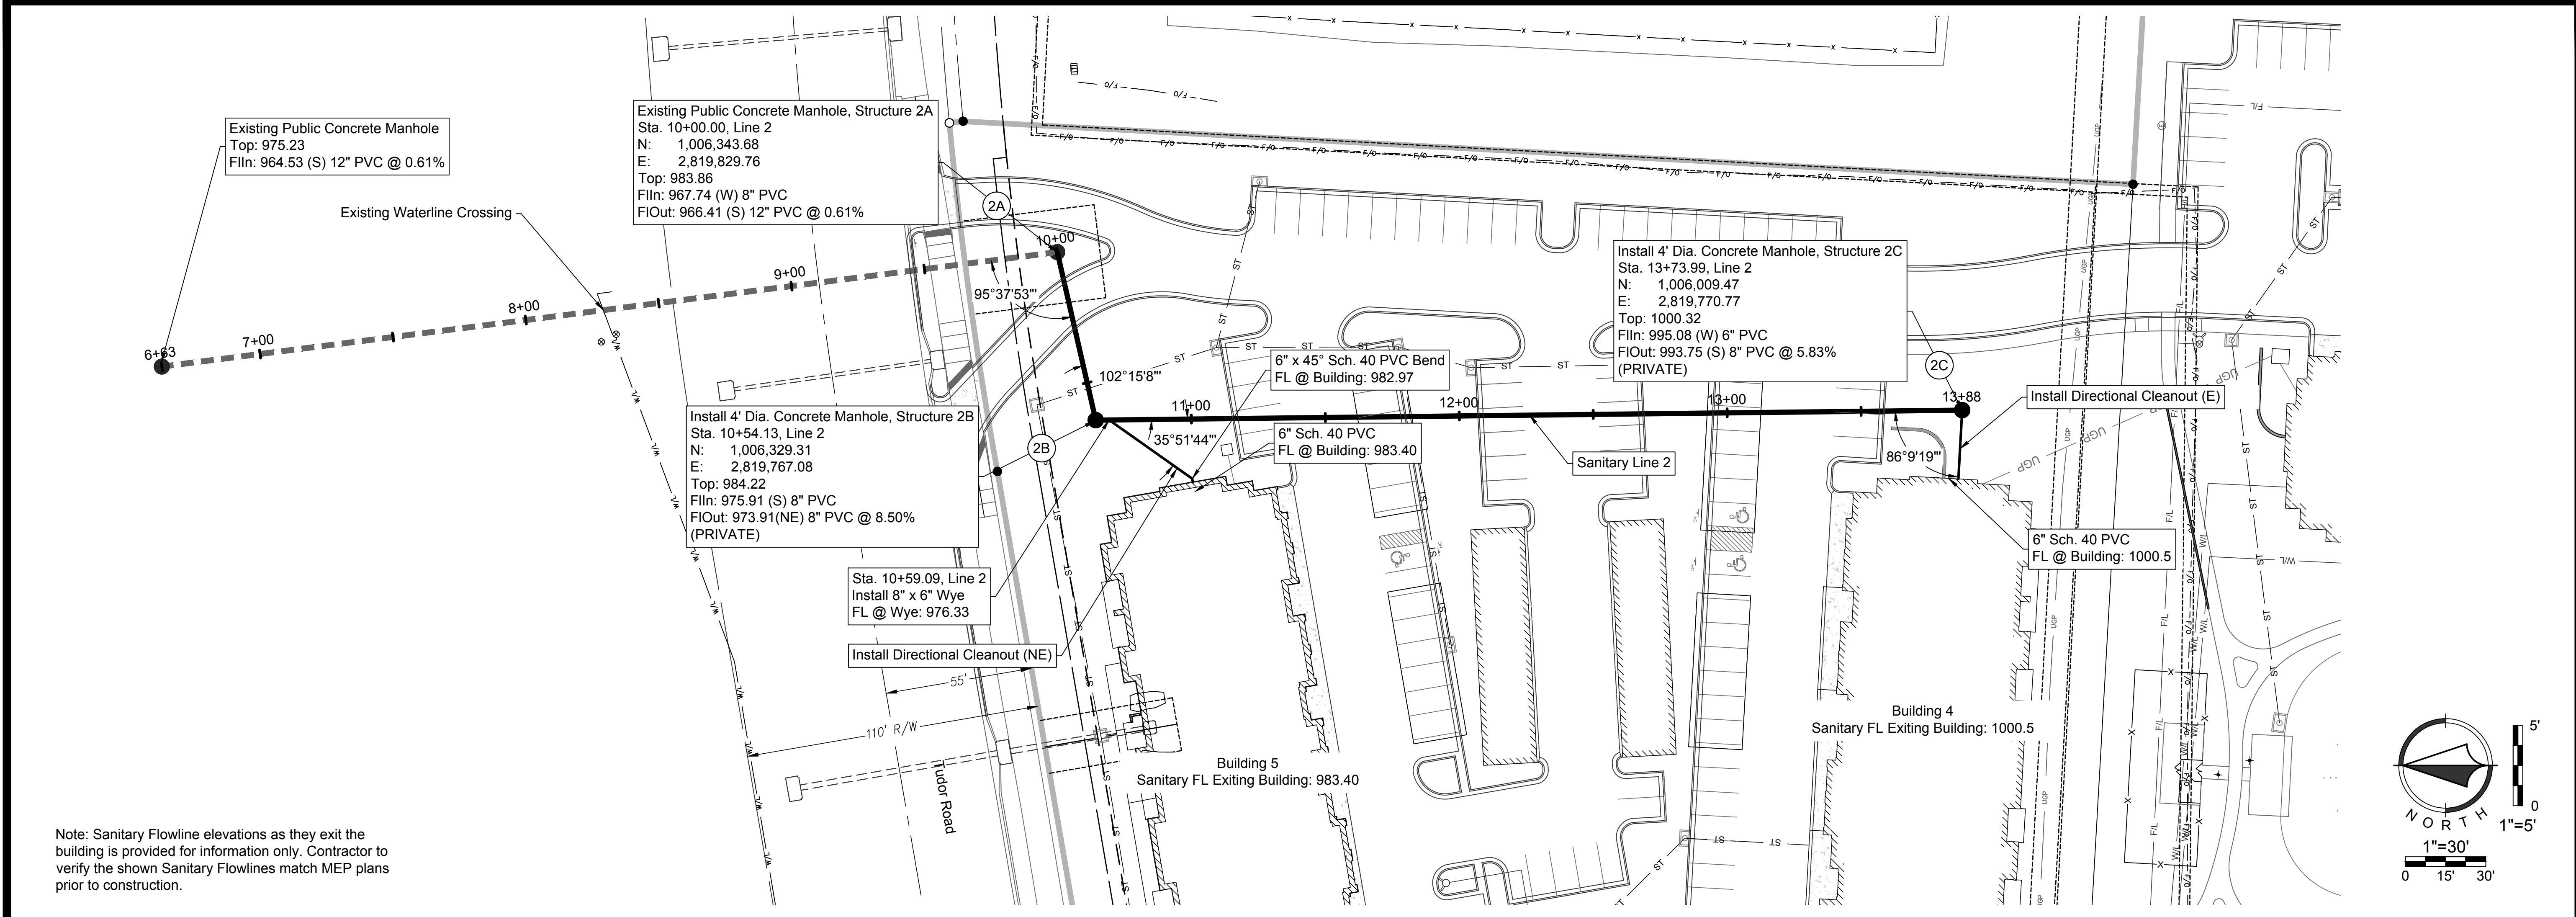 Existing Public Concrete Manhole
Top: 975.23
FlIn: 964.53 (S) 12" PVC @ 0.61%
Existing Waterline Crossing
Existing Public Concrete Manhole, Structure 2A
Sta. 10+00.00, Line 2
N: 1,006,343.68
E: 2,819,829.76
Top: 983.86
FlIn: 967.74 (W) 8" PVC
FlOut: 966.41 (S) 12" PVC @ 0.61%
2A
6+63
7+00
8+00
9+00
10+00
95°37'53"'
102°15'8"'
Install 4' Dia. Concrete Manhole, Structure 2B
Sta. 10+54.13, Line 2
N: 1,006,329.31
E: 2,819,767.08
Top: 984.22
FlIn: 975.91 (S) 8" PVC
FlOut: 973.91(NE) 8" PVC @ 8.50%
(PRIVATE)
2B
Sta. 10+59.09, Line 2
Install 8" x 6" Wye
FL @ Wye: 976.33
Install Directional Cleanout (NE)
55'
110' R/W
Tudor Road
6" x 45° Sch. 40 PVC Bend
FL @ Building: 982.97
11+00
12+00
13+00
13+88
35°51'44"'
6" Sch. 40 PVC
FL @ Building: 983.40
Sanitary Line 2
Install 4' Dia. Concrete Manhole, Structure 2C
Sta. 13+73.99, Line 2
N: 1,006,009.47
E: 2,819,770.77
Top: 1000.32
FlIn: 995.08 (W) 6" PVC
FlOut: 993.75 (S) 8" PVC @ 5.83%
(PRIVATE)
2C
Install Directional Cleanout (E)
86°9'19"'
6" Sch. 40 PVC
FL @ Building: 1000.5
Building 5
Sanitary FL Exiting Building: 983.40
Building 4
Sanitary FL Exiting Building: 1000.5
Note: Sanitary Flowline elevations as they exit the
building is provided for information only. Contractor to
verify the shown Sanitary Flowlines match MEP plans
prior to construction.
NORTH
5'
0
1"=5'
1"=30'
0 15' 30'
F/O
ST
UGP
W/L
F/L
X